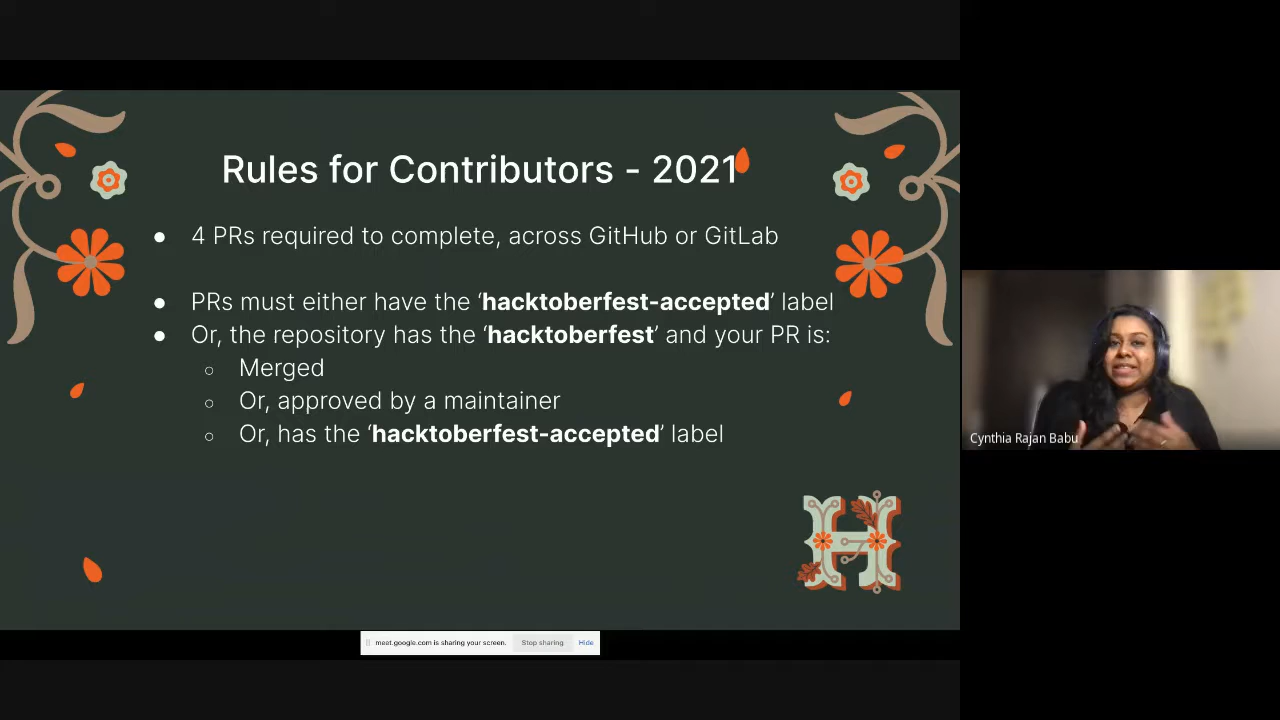 Rules for Contributors - 2021
● 4 PRs required to complete, across GitHub or GitLab
● PRs must either have the ‘hacktoberfest-accepted’ label
● Or, the repository has the ‘hacktoberfest’ and your PR is:
○ Merged
○ Or, approved by a maintainer
○ Or, has the ‘hacktoberfest-accepted’ label
H
Cynthia Rajan Babu
meet.google.com is sharing your screen. Stop sharing Hide